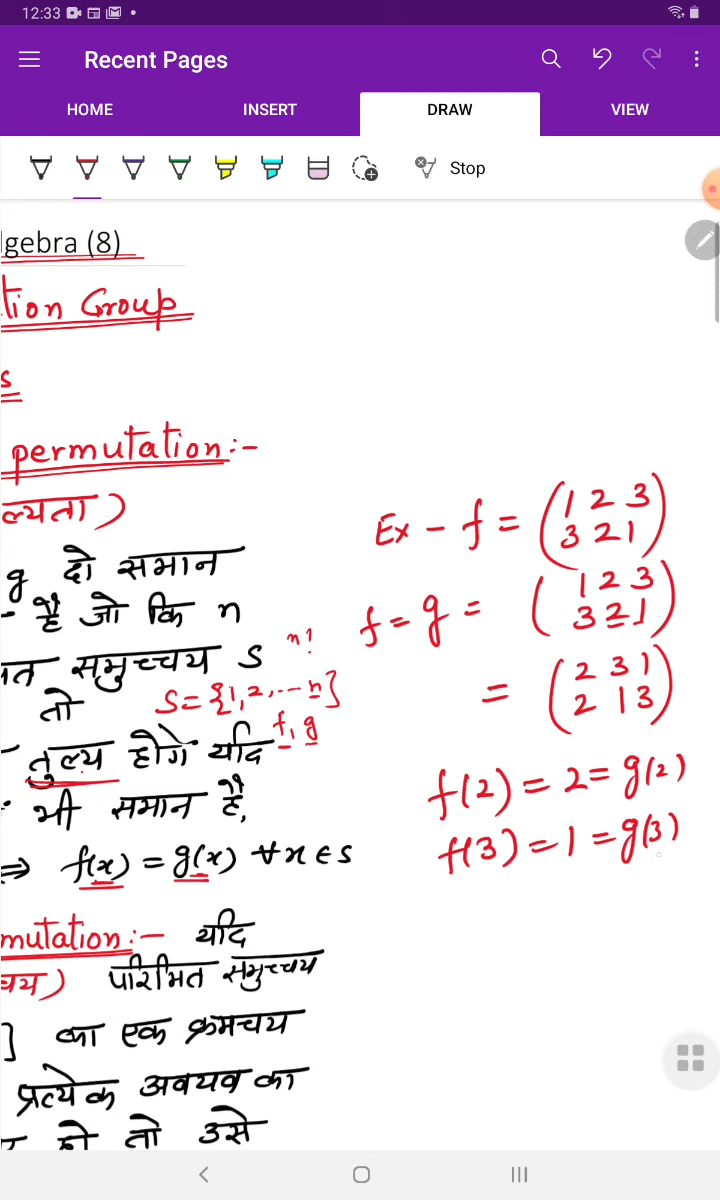 12:33
Recent Pages
HOME INSERT DRAW VIEW
Stop
lgebra (8)
tion Group
s
permutation:-
ल्यता)
g दो समान
है जो कि n
n!
समुच्चय S
तो S={1,2,---n}
f, g
तुल्य होंगे यदि
भी समान है,
⇒ f(x) = g(x) ∀ x ∈ S
mutation:- यदि
चय) परिमित समुच्चय
] का एक क्रमचय
प्रत्येक अवयव का
हो तो उसे
Ex - f = (1 2 3
3 2 1)
f = g = (1 2 3
3 2 1)
= (2 3 1
2 1 3)
f(2) = 2 = g(2)
f(3) = 1 = g(3)